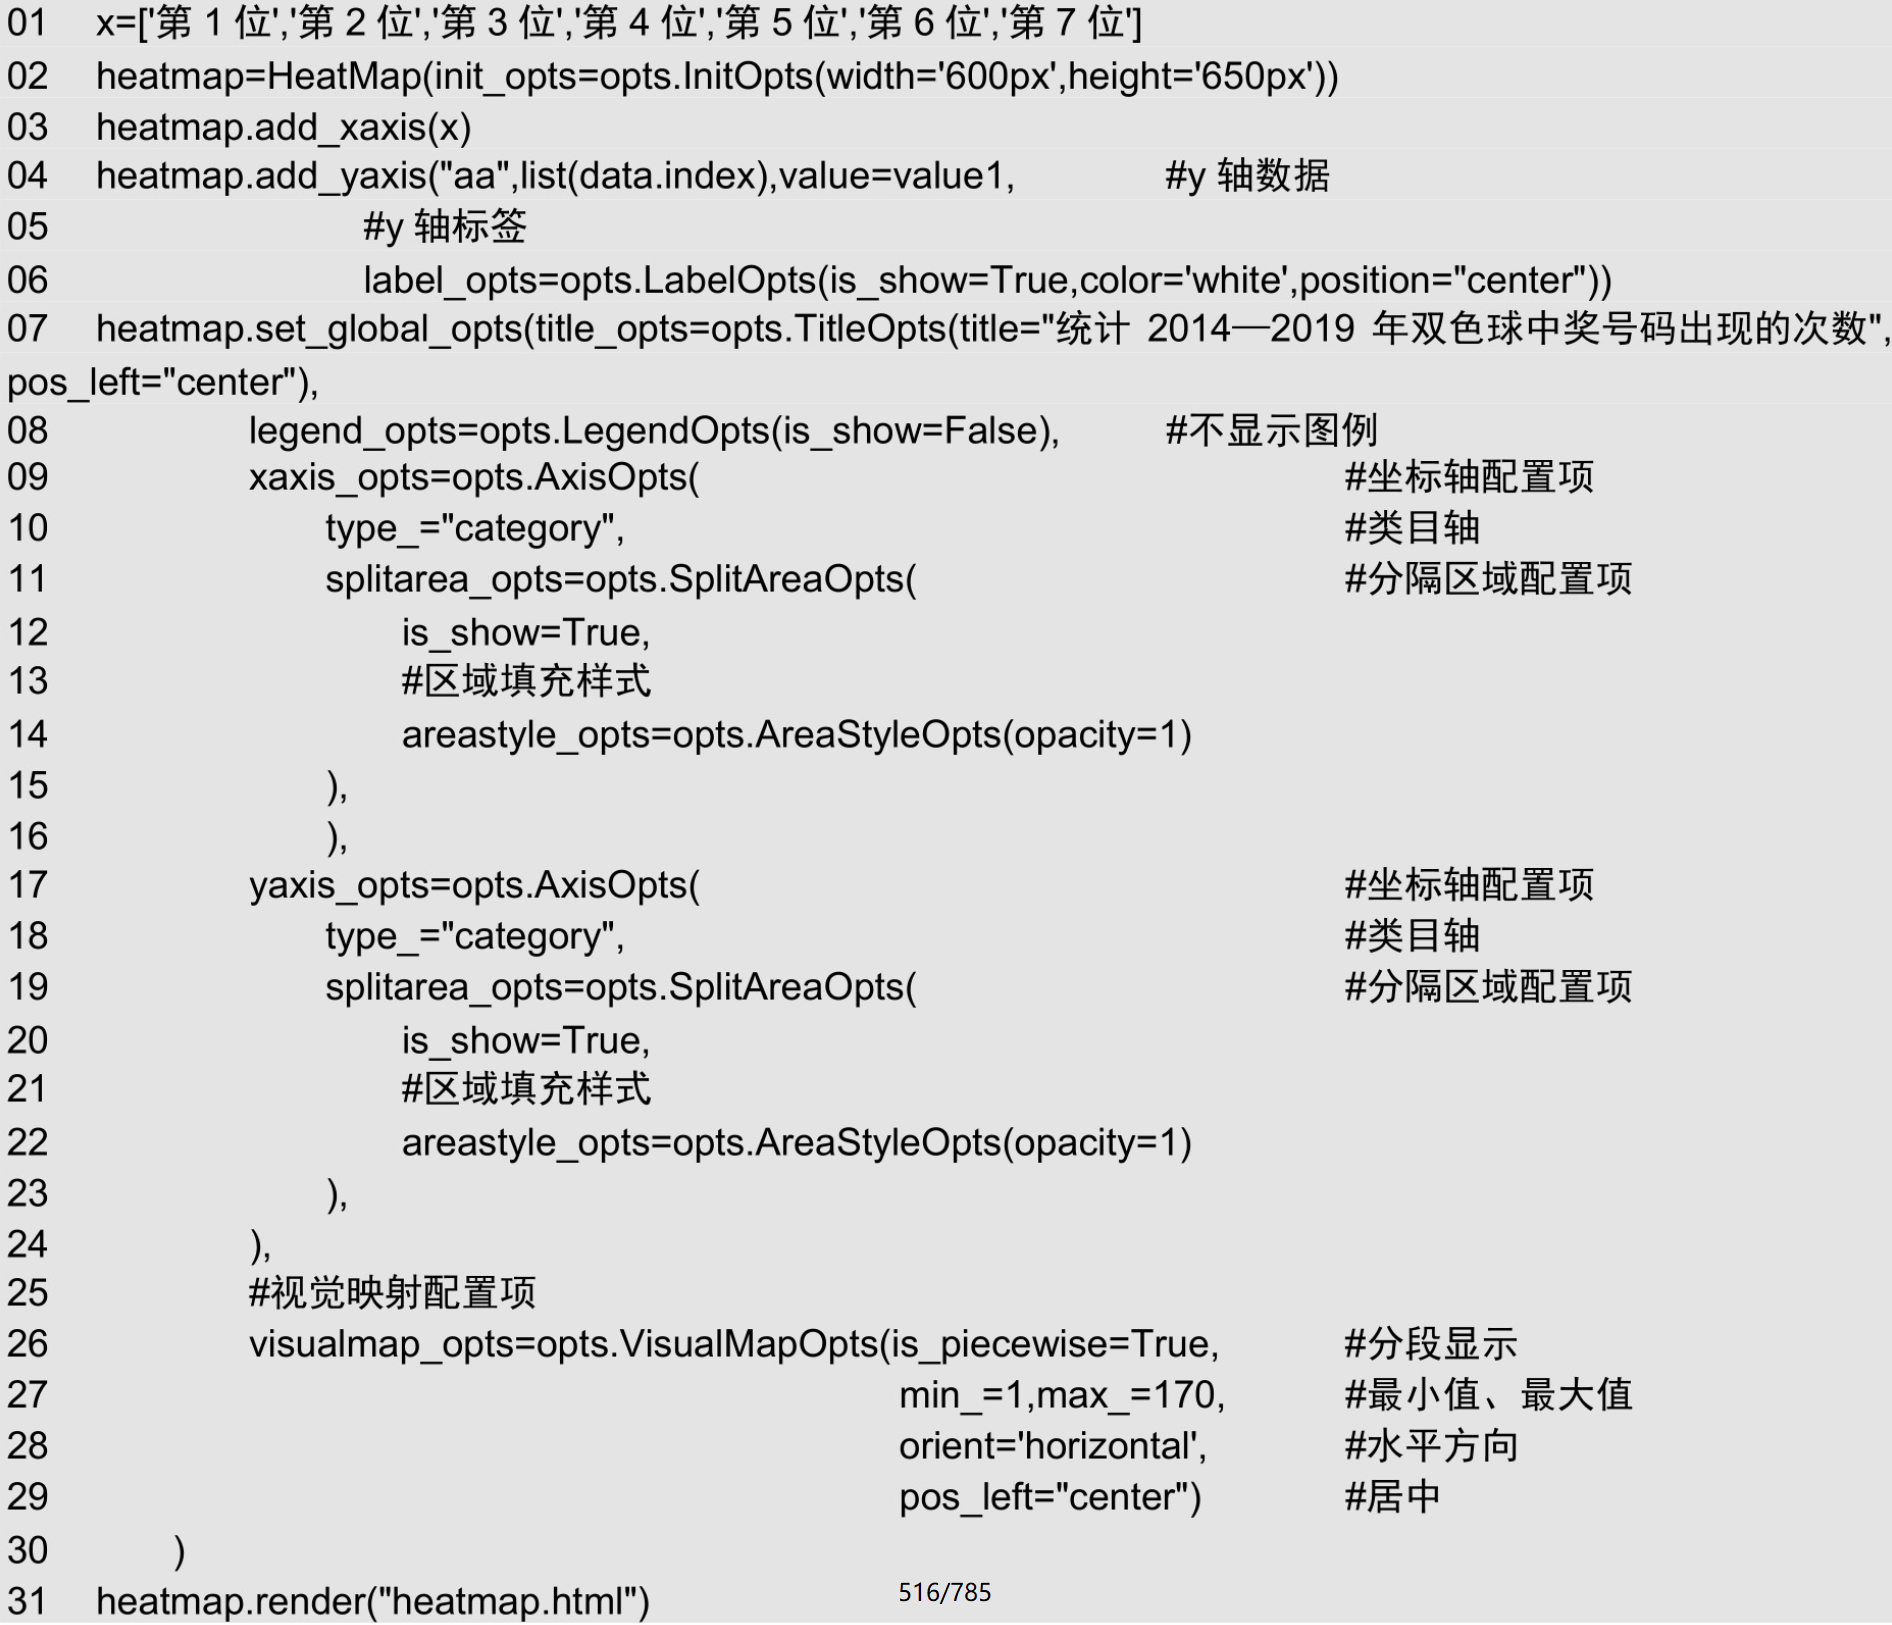 01 x=['第 1 位','第 2 位','第 3 位','第 4 位','第 5 位','第 6 位','第 7 位']
02 heatmap=HeatMap(init_opts=opts.InitOpts(width='600px',height='650px'))
03 heatmap.add_xaxis(x)
04 heatmap.add_yaxis("aa",list(data.index),value=value1, #y 轴数据
05 #y 轴标签
06 label_opts=opts.LabelOpts(is_show=True,color='white',position="center"))
07 heatmap.set_global_opts(title_opts=opts.TitleOpts(title="统计 2014—2019 年双色球中奖号码出现的次数",
pos_left="center"),
08 legend_opts=opts.LegendOpts(is_show=False), #不显示图例
09 xaxis_opts=opts.AxisOpts( #坐标轴配置项
10 type_="category", #类目轴
11 splitarea_opts=opts.SplitAreaOpts( #分隔区域配置项
12 is_show=True,
13 #区域填充样式
14 areastyle_opts=opts.AreaStyleOpts(opacity=1)
15 ),
16 ),
17 yaxis_opts=opts.AxisOpts( #坐标轴配置项
18 type_="category", #类目轴
19 splitarea_opts=opts.SplitAreaOpts( #分隔区域配置项
20 is_show=True,
21 #区域填充样式
22 areastyle_opts=opts.AreaStyleOpts(opacity=1)
23 ),
24 ),
25 #视觉映射配置项
26 visualmap_opts=opts.VisualMapOpts(is_piecewise=True, #分段显示
27 min_=1,max_=170, #最小值、最大值
28 orient='horizontal', #水平方向
29 pos_left="center") #居中
30 )
31 heatmap.render("heatmap.html")
516/785